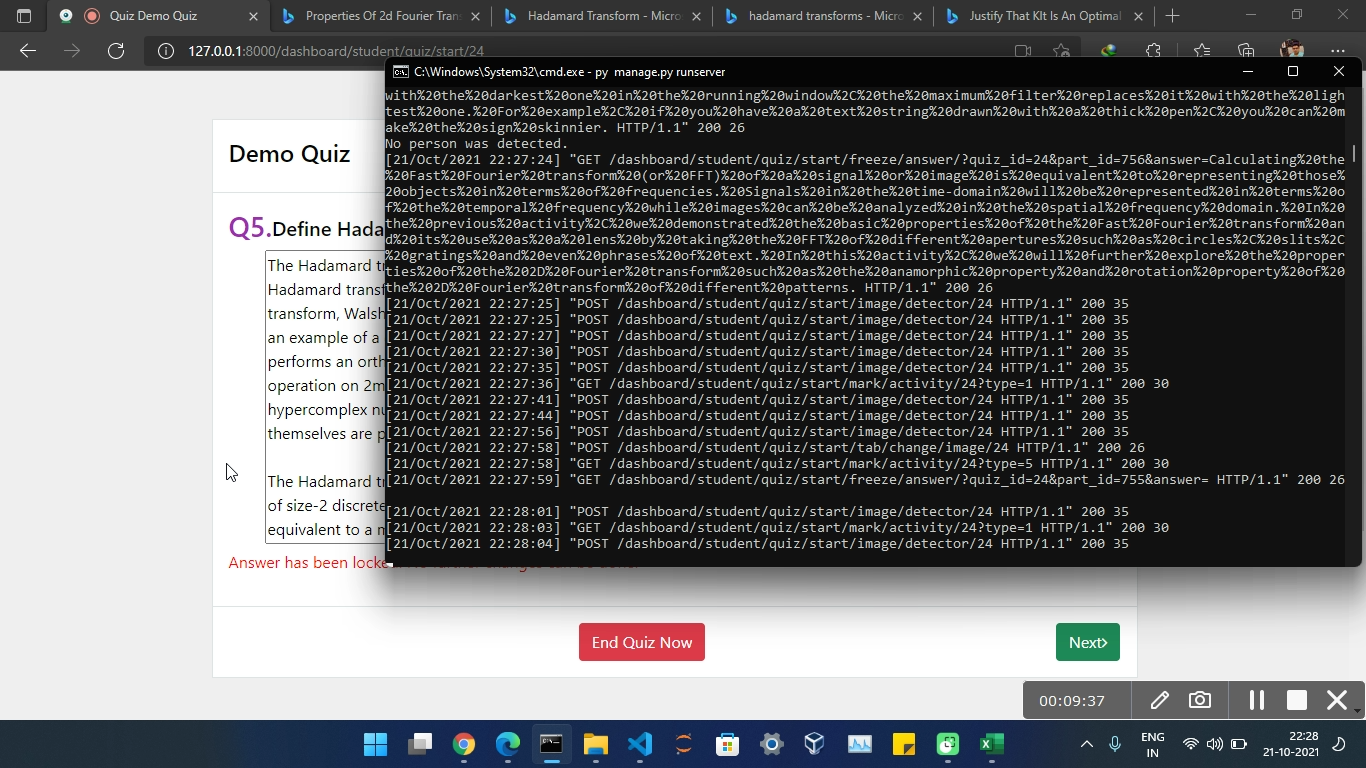 Quiz Demo Quiz
Properties Of 2d Fourier Tran
Hadamard Transform - Micro
hadamard transforms - Micro
Justify That Klt Is An Optimal
127.0.0.1:8000/dashboard/student/quiz/start/24
C:\Windows\System32\cmd.exe - py manage.py runserver
with%20the%20darkest%20one%20in%20the%20running%20window%2C%20the%20maximum%20filter%20replaces%20it%20with%20the%20ligh
test%20one.%20For%20example%2C%20if%20you%20have%20a%20text%20string%20drawn%20with%20a%20thick%20pen%2C%20you%20can%20m
ake%20the%20sign%20skinnier. HTTP/1.1" 200 26
No person was detected.
[21/Oct/2021 22:27:24] "GET /dashboard/student/quiz/start/freeze/answer/?quiz_id=24&part_id=756&answer=Calculating%20the
%20Fast%20Fourier%20transform%20(or%20FFT)%20of%20a%20signal%20or%20image%20is%20equivalent%20to%20representing%20those%
20objects%20in%20terms%20of%20frequencies.%20Signals%20in%20the%20time-domain%20will%20be%20represented%20in%20terms%20o
f%20the%20temporal%20frequency%20while%20images%20can%20be%20analyzed%20in%20the%20spatial%20frequency%20domain.%20In%20
the%20previous%20activity%2C%20we%20demonstrated%20the%20basic%20properties%20of%20the%20Fast%20Fourier%20transform%20an
d%20its%20use%20as%20a%20lens%20by%20taking%20the%20FFT%20of%20different%20apertures%20such%20as%20circles%2C%20slits%2C
%20gratings%20and%20even%20phrases%20of%20text.%20In%20this%20activity%2C%20we%20will%20further%20explore%20the%20proper
ties%20of%20the%202D%20Fourier%20transform%20such%20as%20the%20anamorphic%20property%20and%20rotation%20property%20of%20
the%202D%20Fourier%20transform%20of%20different%20patterns. HTTP/1.1" 200 26
[21/Oct/2021 22:27:25] "POST /dashboard/student/quiz/start/image/detector/24 HTTP/1.1" 200 35
[21/Oct/2021 22:27:25] "POST /dashboard/student/quiz/start/image/detector/24 HTTP/1.1" 200 35
[21/Oct/2021 22:27:27] "POST /dashboard/student/quiz/start/image/detector/24 HTTP/1.1" 200 35
[21/Oct/2021 22:27:30] "POST /dashboard/student/quiz/start/image/detector/24 HTTP/1.1" 200 35
[21/Oct/2021 22:27:35] "POST /dashboard/student/quiz/start/image/detector/24 HTTP/1.1" 200 35
[21/Oct/2021 22:27:36] "GET /dashboard/student/quiz/start/mark/activity/24?type=1 HTTP/1.1" 200 30
[21/Oct/2021 22:27:41] "POST /dashboard/student/quiz/start/image/detector/24 HTTP/1.1" 200 35
[21/Oct/2021 22:27:44] "POST /dashboard/student/quiz/start/image/detector/24 HTTP/1.1" 200 35
[21/Oct/2021 22:27:56] "POST /dashboard/student/quiz/start/image/detector/24 HTTP/1.1" 200 35
[21/Oct/2021 22:27:58] "POST /dashboard/student/quiz/start/tab/change/image/24 HTTP/1.1" 200 26
[21/Oct/2021 22:27:58] "GET /dashboard/student/quiz/start/mark/activity/24?type=5 HTTP/1.1" 200 30
[21/Oct/2021 22:27:59] "GET /dashboard/student/quiz/start/freeze/answer/?quiz_id=24&part_id=755&answer= HTTP/1.1" 200 26
[21/Oct/2021 22:28:01] "POST /dashboard/student/quiz/start/image/detector/24 HTTP/1.1" 200 35
[21/Oct/2021 22:28:03] "GET /dashboard/student/quiz/start/mark/activity/24?type=1 HTTP/1.1" 200 30
[21/Oct/2021 22:28:04] "POST /dashboard/student/quiz/start/image/detector/24 HTTP/1.1" 200 35
Demo Quiz
Q5.Define Hada
The Hadamard t
Hadamard transf
transform, Walsh
an example of a
performs an orth
operation on 2m
hypercomplex nu
themselves are p
The Hadamard t
of size-2 discrete
equivalent to a
Answer has been locke
End Quiz Now
Next>
00:09:37
ENG
IN
22:28
21-10-2021